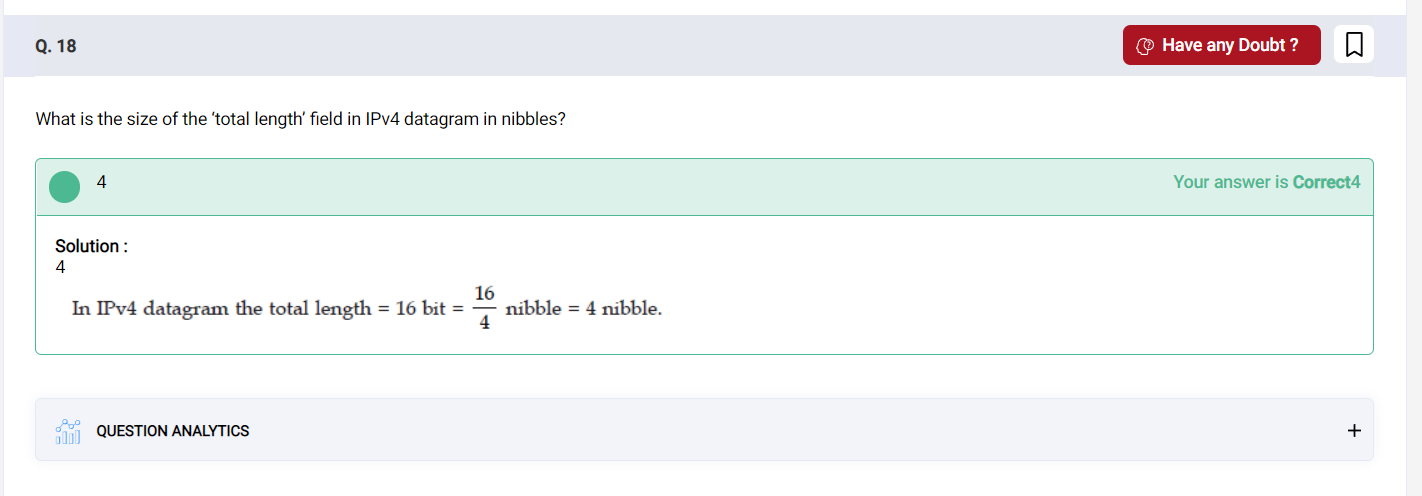 Q. 18
Have any Doubt ?
What is the size of the ‘total length’ field in IPv4 datagram in nibbles?
4
Your answer is Correct4
Solution :
4
In IPv4 datagram the total length = 16 bit = 16/4 nibble = 4 nibble.
QUESTION ANALYTICS
+